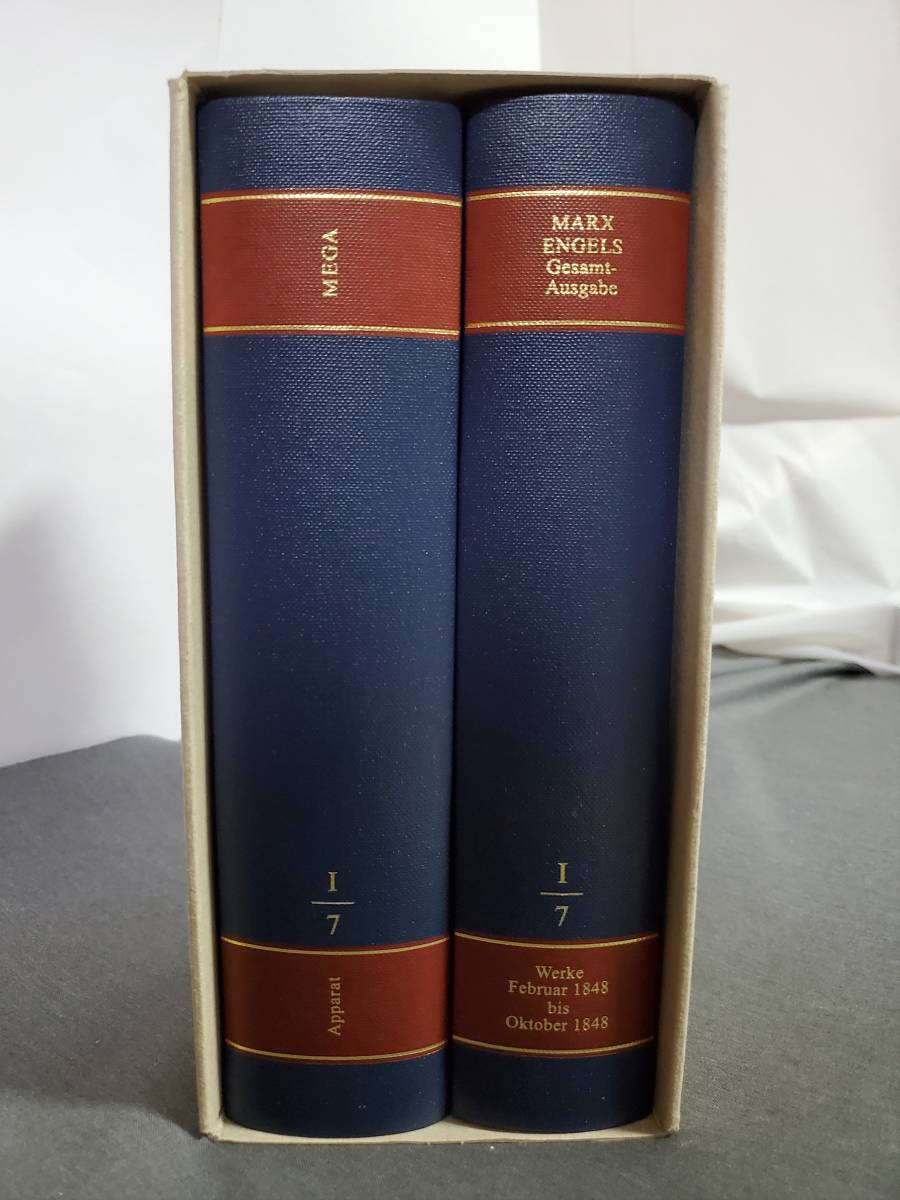 MEGA
I
7
Apparat
MARX
ENGELS
Gesamt-
Ausgabe
I
7
Werke
Februar 1848
bis
Oktober 1848